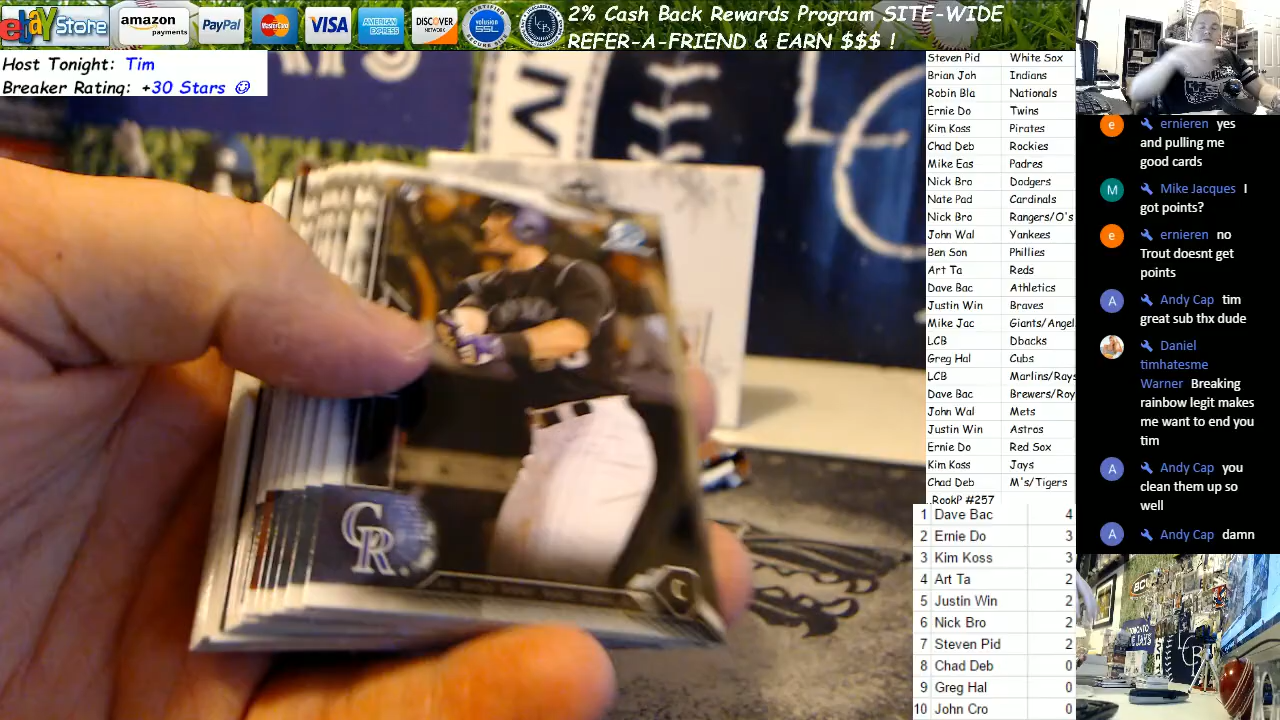 ebay Store
amazon payments
PayPal
MasterCard
VISA
AMERICAN EXPRESS
DISCOVER NETWORK
volusion SSL
LCB
2% Cash Back Rewards Program SITE-WIDE
REFER-A-FRIEND & EARN $$$ !
Host Tonight: Tim
Breaker Rating: +30 Stars
CR
Steven Pid White Sox
Brian Joh Indians
Robin Bla Nationals
Ernie Do Twins
Kim Koss Pirates
Chad Deb Rockies
Mike Eas Padres
Nick Bro Dodgers
Nate Pad Cardinals
Nick Bro Rangers/O's
John Wal Yankees
Ben Son Phillies
Art Ta Reds
Dave Bac Athletics
Justin Win Braves
Mike Jac Giants/Angel
LCB Dbacks
Greg Hal Cubs
LCB Marlins/Rays
Dave Bac Brewers/Roy
John Wal Mets
Justin Win Astros
Ernie Do Red Sox
Kim Koss Jays
Chad Deb M's/Tigers
RookP #257
1 Dave Bac 4
2 Ernie Do 3
3 Kim Koss 3
4 Art Ta 2
5 Justin Win 2
6 Nick Bro 2
7 Steven Pid 2
8 Chad Deb 0
9 Greg Hal 0
10 John Cro 0
e ernieren yes
and pulling me
good cards
M Mike Jacques I
got points?
e ernieren no
Trout doesnt get
points
A Andy Cap tim
great sub thx dude
Daniel
timhatesme
Warner Breaking
rainbow legit makes
me want to end you
tim
A Andy Cap you
clean them up so
well
A Andy Cap damn